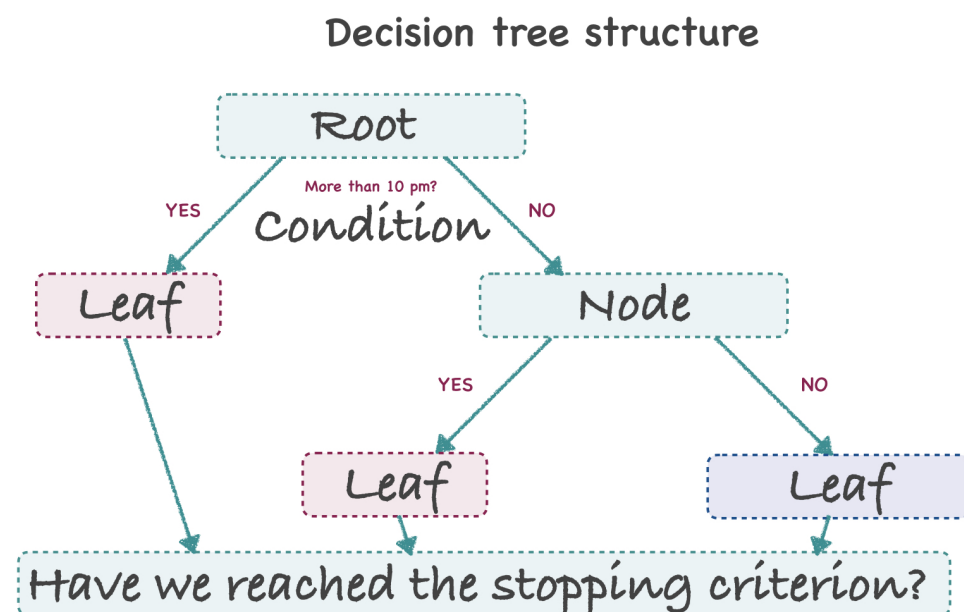 Decision tree structure
Root
More than 10 pm?
YES
Condition
NO
Leaf
Node
YES
NO
Leaf
Leaf
Have we reached the stopping criterion?